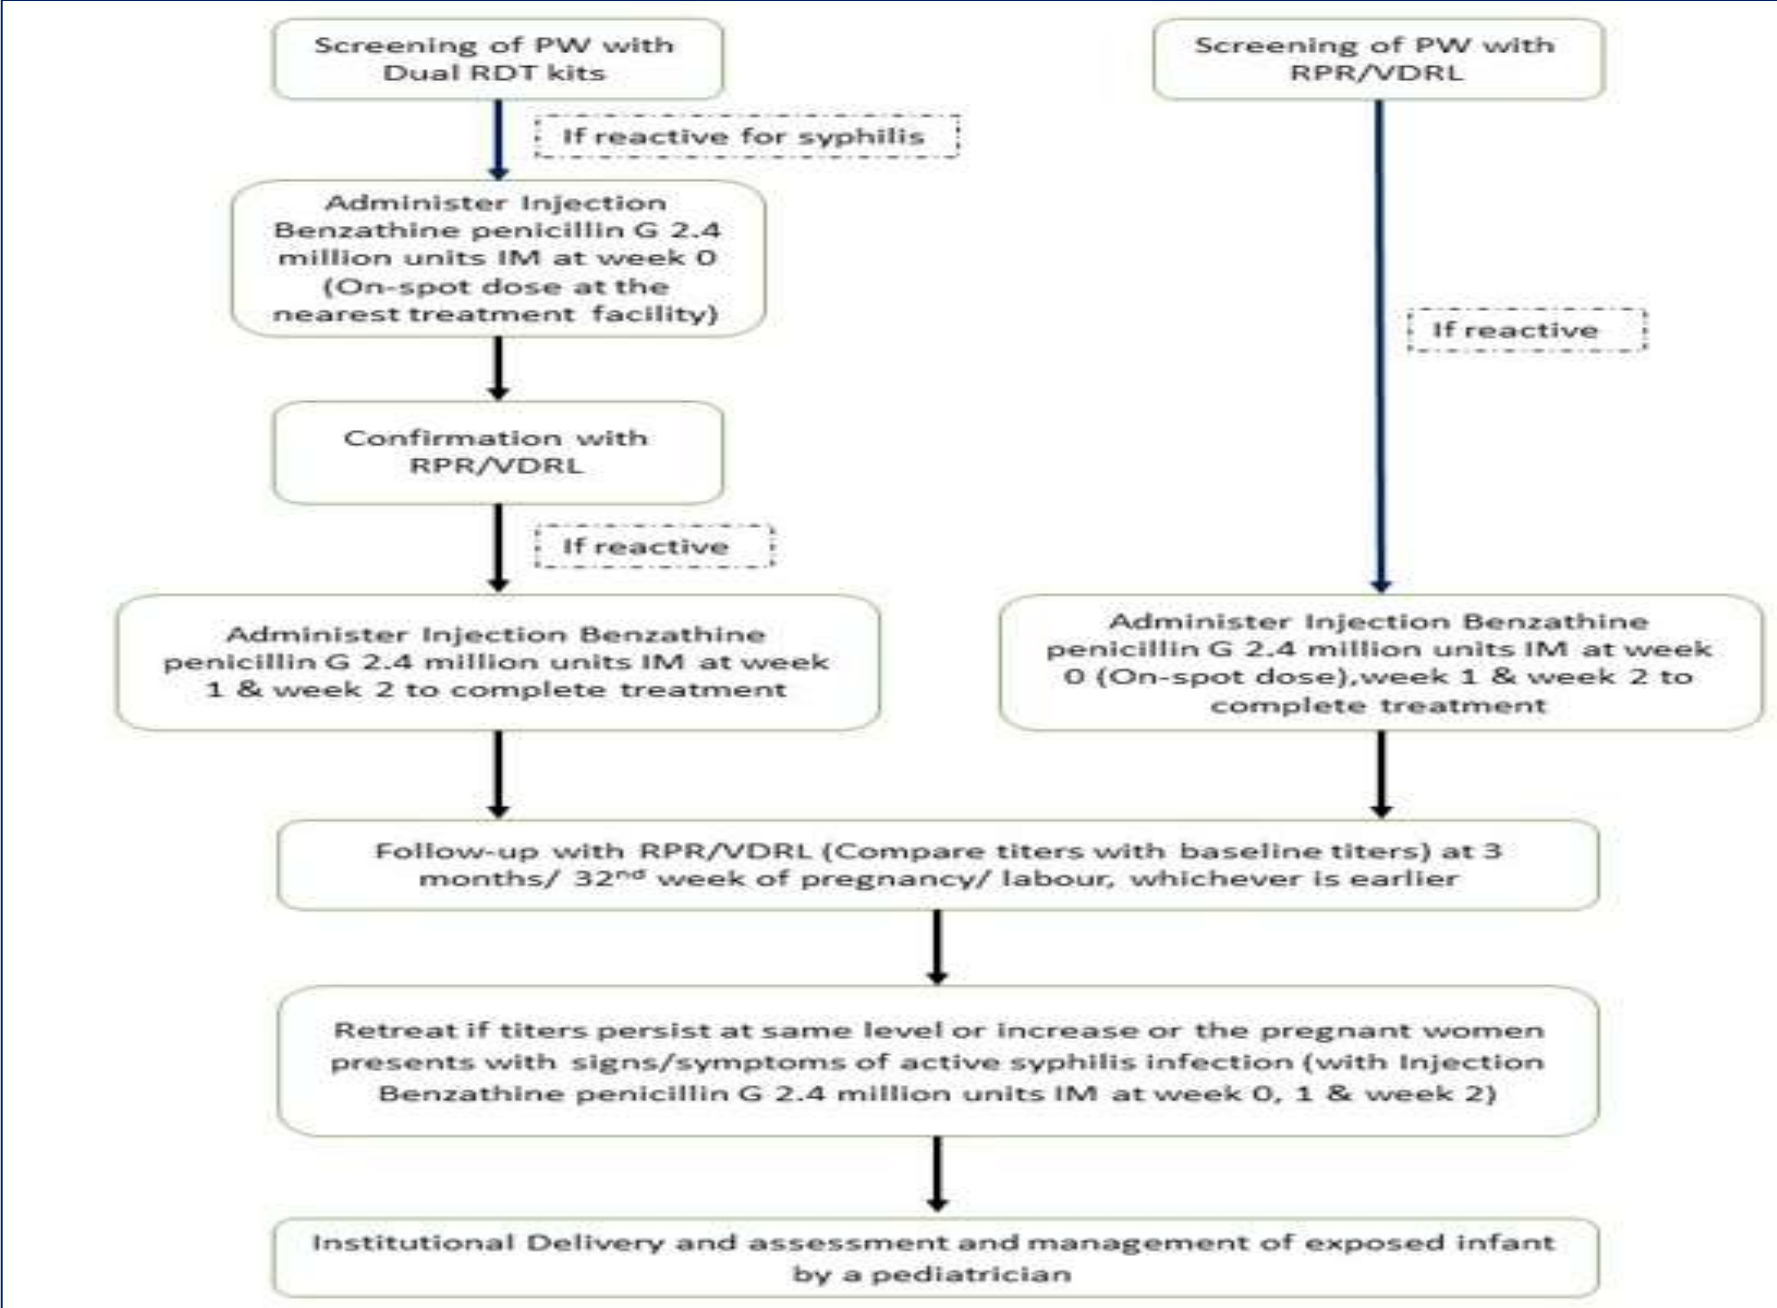 Screening of PW with
Dual RDT kits
If reactive for syphilis
Administer Injection
Benzathine penicillin G 2.4
million units IM at week 0
(On-spot dose at the
nearest treatment facility)
Confirmation with
RPR/VDRL
If reactive
Administer Injection Benzathine
penicillin G 2.4 million units IM at week
1 & week 2 to complete treatment
Screening of PW with
RPR/VDRL
If reactive
Administer Injection Benzathine
penicillin G 2.4 million units IM at week
0 (On-spot dose),week 1 & week 2 to
complete treatment
Follow-up with RPR/VDRL (Compare titers with baseline titers) at 3
months/ 32nd week of pregnancy/ labour, whichever is earlier
Retreat if titers persist at same level or increase or the pregnant women
presents with signs/symptoms of active syphilis infection (with Injection
Benzathine penicillin G 2.4 million units IM at week 0, 1 & week 2)
Institutional Delivery and assessment and management of exposed infant
by a pediatrician